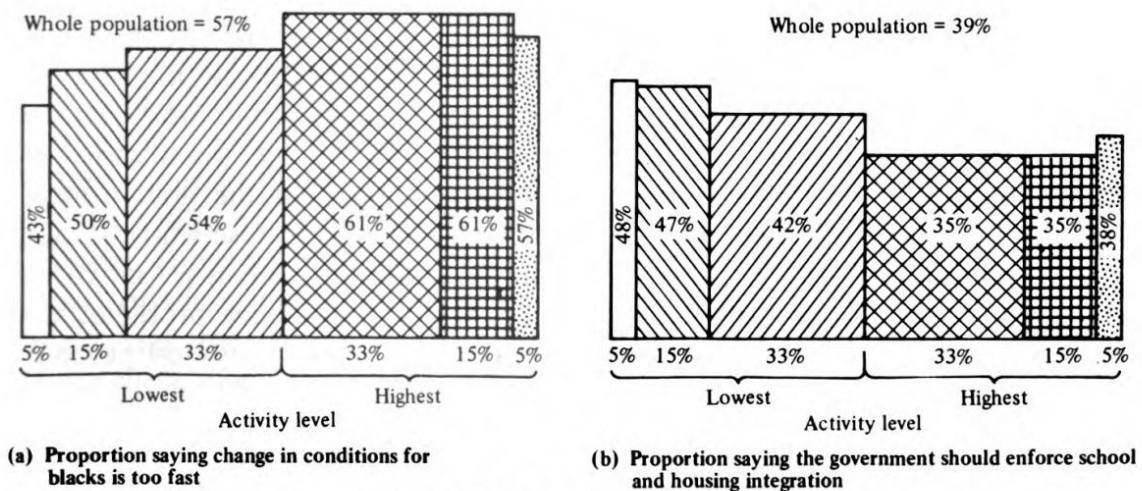 Whole population = 57%
43%
50%
54%
61%
61%
57%
5% 15% 33% 33% 15% 5%
Lowest Highest
Activity level
(a) Proportion saying change in conditions for
blacks is too fast
Whole population = 39%
48%
47%
42%
35%
35%
38%
5% 15% 33% 33% 15% 5%
Lowest Highest
Activity level
(b) Proportion saying the government should enforce school
and housing integration